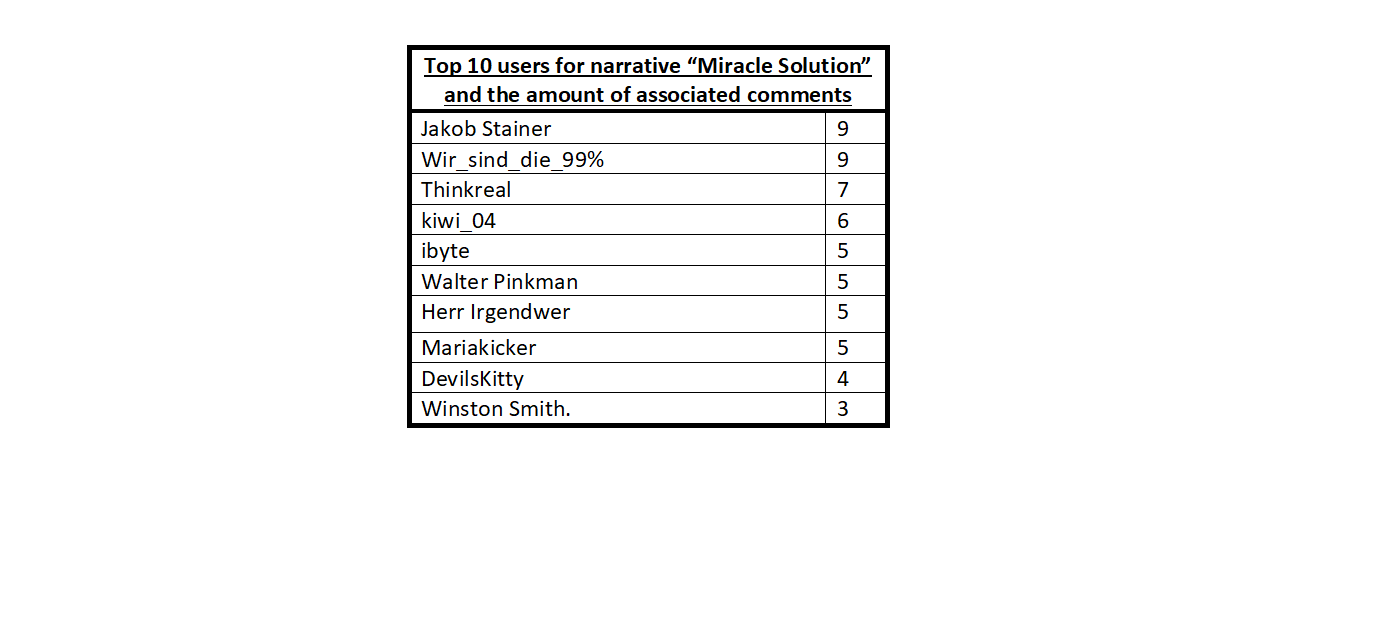 Top 10 users for narrative “Miracle Solution”
and the amount of associated comments
Jakob Stainer 9
Wir_sind_die_99% 9
Thinkreal 7
kiwi_04 6
ibyte 5
Walter Pinkman 5
Herr Irgendwer 5
Mariakicker 5
DevilsKitty 4
Winston Smith. 3